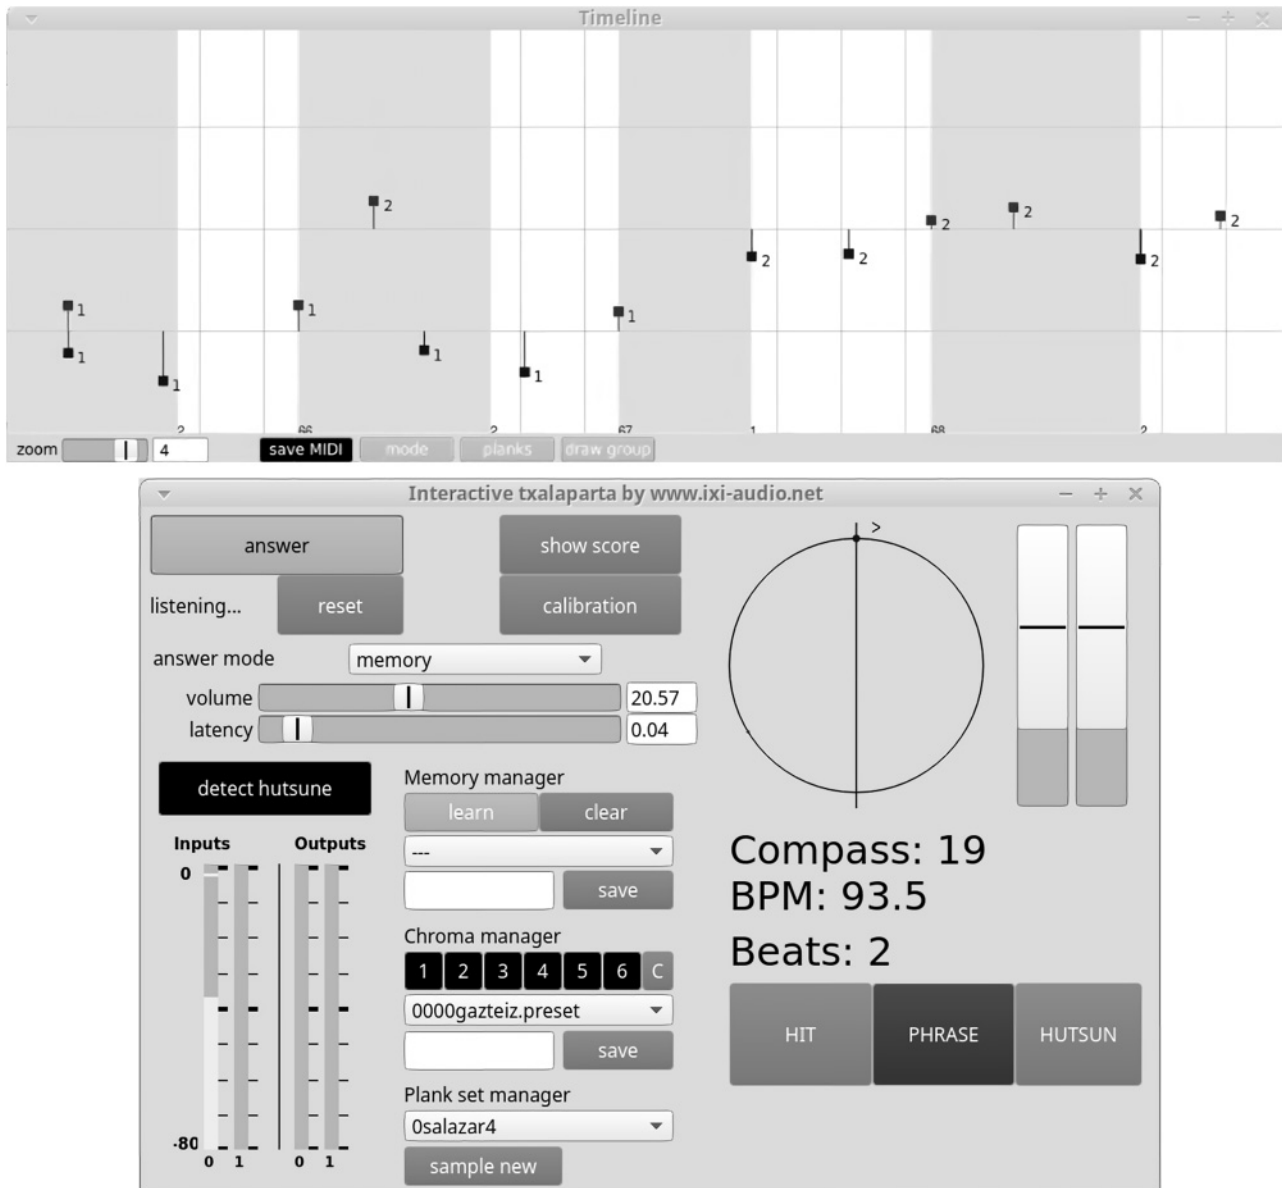 Timeline
2
2
2
2
2
1
1
1
2
2
2
1
1
1
1
2 66 2 67 1 68 2
zoom 4 save MIDI mode planks draw group
Interactive txalaparta by www.ixi-audio.net
answer show score >
listening... reset calibration
answer mode memory
volume 20.57
latency 0.04
detect hutsune
Memory manager
learn clear
---
save
Inputs Outputs
0
-80
0 1 0 1
Chroma manager
1 2 3 4 5 6 C
0000gazteiz.preset
save
Plank set manager
0salazar4
sample new
Compass: 19
BPM: 93.5
Beats: 2
HIT PHRASE HUTSUN